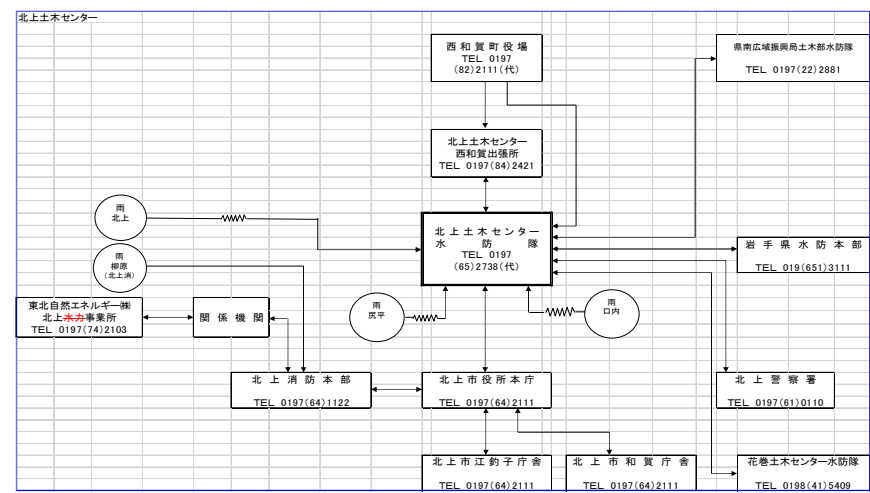 北上土木センター
西和賀町役場
TEL 0197
(82)2111(代)
県南広域振興局土木部水防隊
TEL 0197(22)2881
北上土木センター
西和賀出張所
TEL 0197(84)2421
雨
北上
北上土木センター
水防隊
TEL 0197
(65)2738(代)
雨
柳原
(北上消)
岩手県水防本部
TEL 019(651)3111
東北自然エネルギー㈱
北上水力事業所
TEL 0197(74)2103
関係機関
雨
尻平
雨
口内
北上消防本部
TEL 0197(64)1122
北上市役所本庁
TEL 0197(64)2111
北上警察署
TEL 0197(61)0110
北上市江釣子庁舎
TEL 0197(64)2111
北上市和賀庁舎
TEL 0197(64)2111
花巻土木センター水防隊
TEL 0198(41)5409